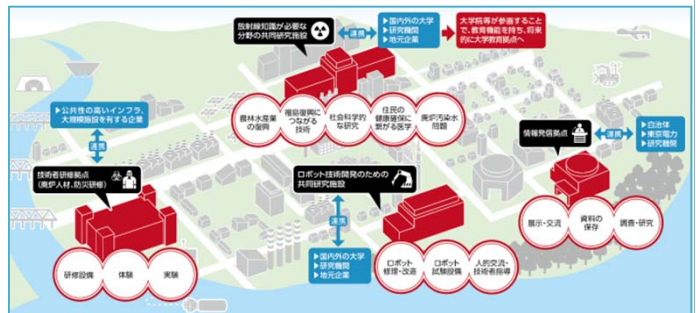 放射線知識が必要な
分野の共同研究施設
連携
▶国内外の大学
▶研究機関
▶地元企業
大学院等が参画すること
で、教育機能を持ち、将来
的に大学教育拠点へ
農林水産業
の復興
福島復興に
つながる
技術
社会科学的
な研究
住民の
健康確保に
繋がる医学
廃炉汚染水
問題
▶公共性の高いインフラ、
大規模施設を有する企業
連携
技術者研修拠点
(廃炉人材、防災研修)
研修設備
体験
実験
ロボット技術開発のための
共同研究施設
連携
▶国内外の大学
▶研究機関
▶地元企業
ロボット
修理・改造
ロボット
試験設備
人的交流・
技術者指導
情報発信拠点
連携
▶自治体
▶東京電力
▶研究機関
展示・交流
資料の
保存
調査・研究